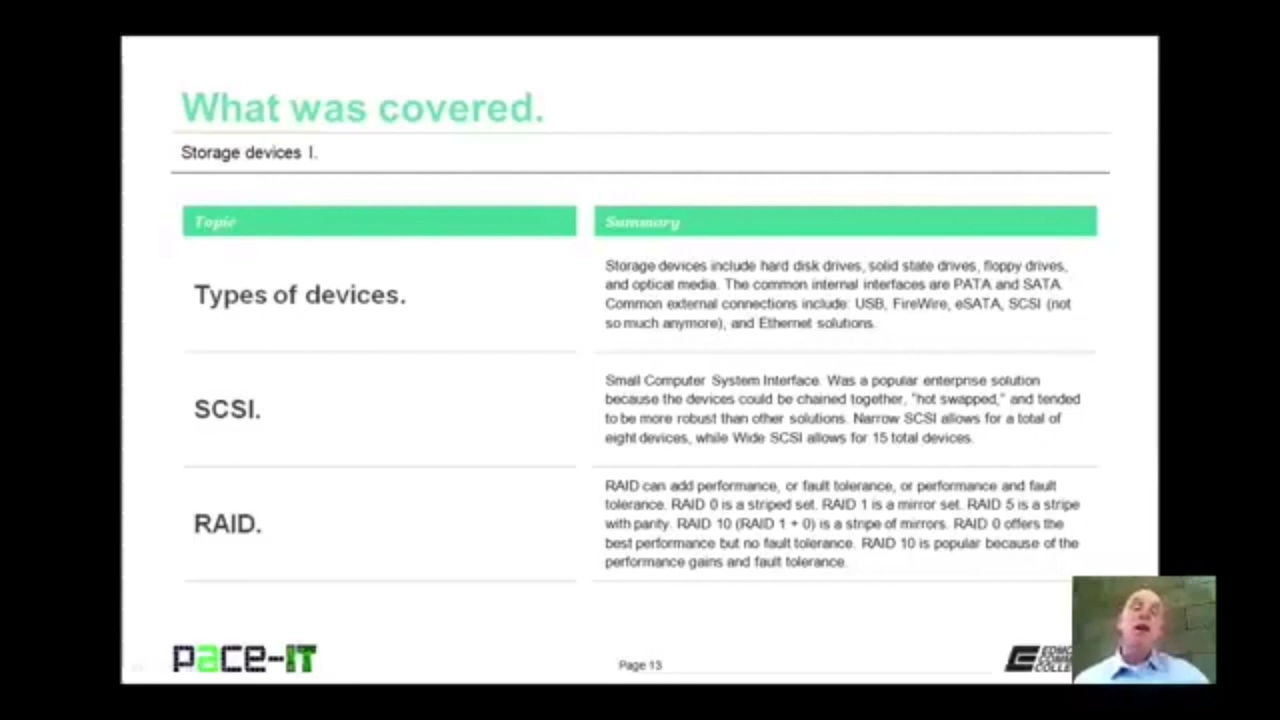 What was covered.
Storage devices I.
Topic
Summary
Types of devices.
Storage devices include hard disk drives, solid state drives, floppy drives,
and optical media. The common internal interfaces are PATA and SATA.
Common external connections include: USB, FireWire, eSATA, SCSI (not
so much anymore), and Ethernet solutions.
SCSI.
Small Computer System Interface. Was a popular enterprise solution
because the devices could be chained together, "hot swapped," and tended
to be more robust than other solutions. Narrow SCSI allows for a total of
eight devices, while Wide SCSI allows for 15 total devices.
RAID.
RAID can add performance, or fault tolerance, or performance and fault
tolerance. RAID 0 is a striped set. RAID 1 is a mirror set. RAID 5 is a stripe
with parity. RAID 10 (RAID 1 + 0) is a stripe of mirrors. RAID 0 offers the
best performance but no fault tolerance. RAID 10 is popular because of the
performance gains and fault tolerance.
pace-IT
Page 13